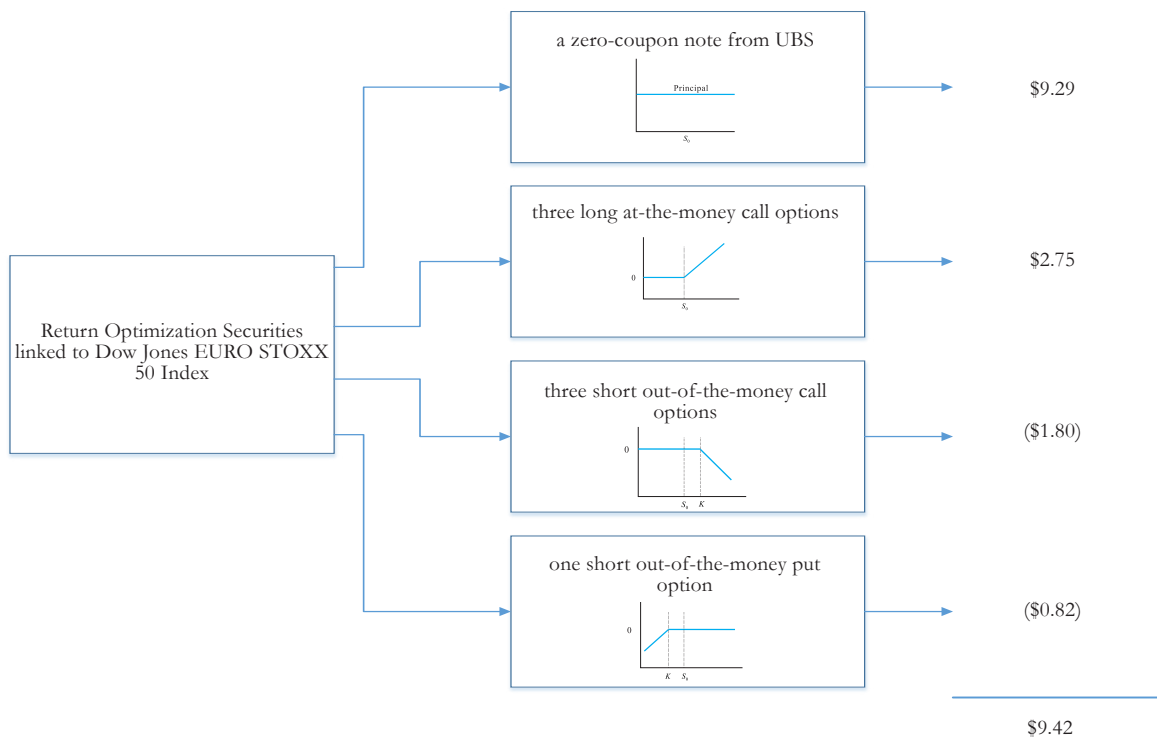 a zero-coupon note from UBS
Principal
S₀
$9.29
three long at-the-money call options
0
S₀
$2.75
Return Optimization Securities
linked to Dow Jones EURO STOXX
50 Index
three short out-of-the-money call
options
0
S₀ K
($1.80)
one short out-of-the-money put
option
0
K S₀
($0.82)
$9.42